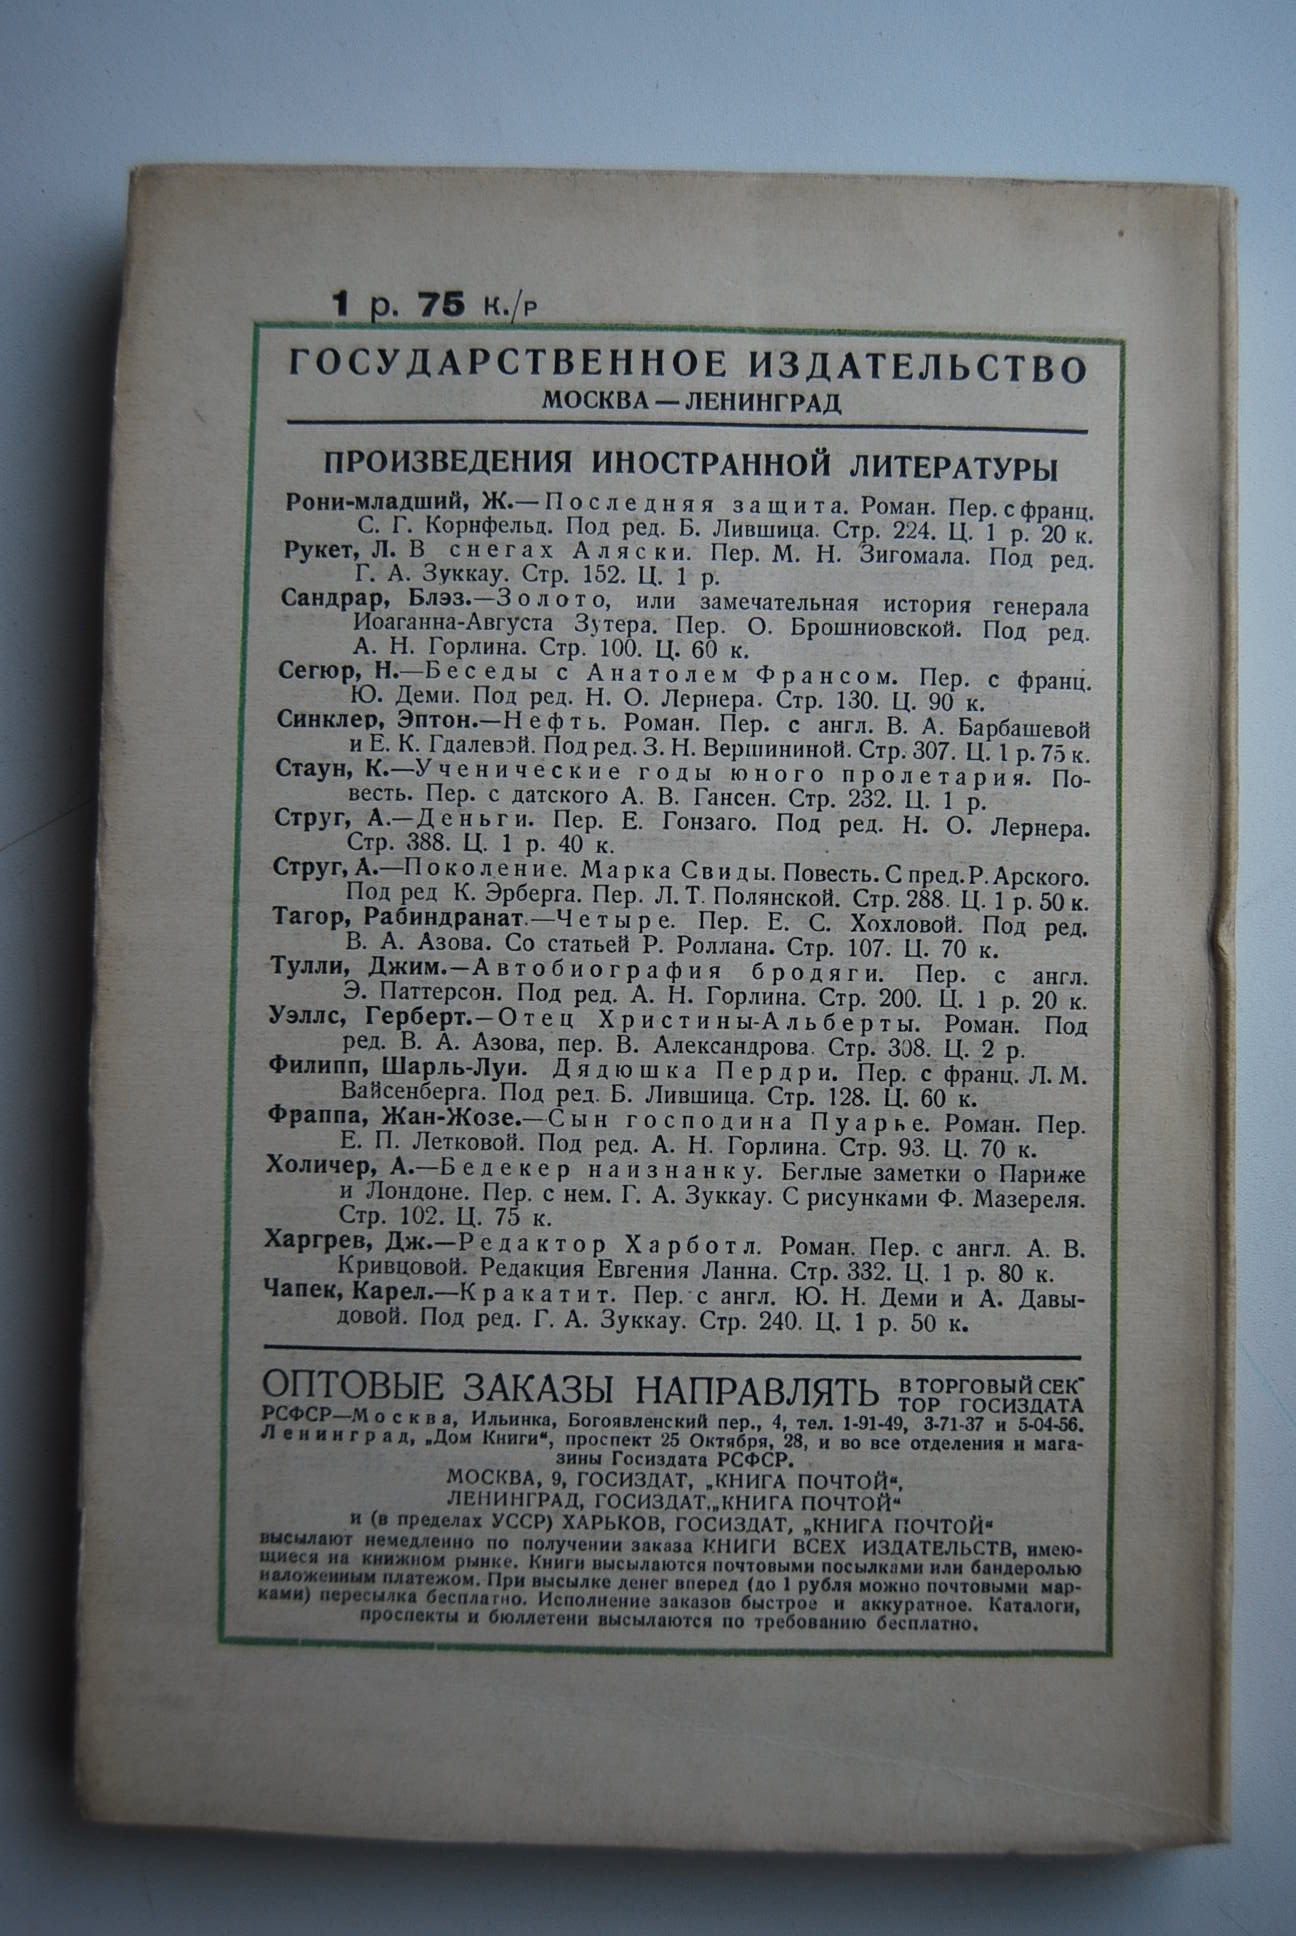 1 р. 75 к./р
ГОСУДАРСТВЕННОЕ ИЗДАТЕЛЬСТВО
МОСКВА — ЛЕНИНГРАД
ПРОИЗВЕДЕНИЯ ИНОСТРАННОЙ ЛИТЕРАТУРЫ
Рони-младший, Ж.—Последняя защита. Роман. Пер. с франц.
С. Г. Корнфельд. Под ред. Б. Лившица. Стр. 224. Ц. 1 р. 20 к.
Рукет, Л. В снегах Аляски. Пер. М. Н. Зигомала. Под ред.
Г. А. Зуккау. Стр. 152. Ц. 1 р.
Сандрар, Блэз.—Золото, или замечательная история генерала
Иоаганна-Августа Зутера. Пер. О. Брошниовской. Под ред.
А. Н. Горлина. Стр. 100. Ц. 60 к.
Сегюр, Н.—Беседы с Анатолем Франсом. Пер. с франц.
Ю. Деми. Под ред. Н. О. Лернера. Стр. 130. Ц. 90 к.
Синклер, Эптон.—Нефть. Роман. Пер. с англ. В. А. Барбашевой
и Е. К. Гдалевой. Под ред. З. Н. Вершининой. Стр. 307. Ц. 1 р. 75 к.
Стаун, К.—Ученические годы юного пролетария. По-
весть. Пер. с датского А. В. Гансен. Стр. 232. Ц. 1 р.
Струг, А.—Деньги. Пер. Е. Гонзаго. Под ред. Н. О. Лернера.
Стр. 388. Ц. 1 р. 40 к.
Струг, А.—Поколение. Марка Свиды. Повесть. С пред. Р. Арского.
Под ред К. Эрберга. Пер. Л. Т. Полянской. Стр. 288. Ц. 1 р. 50 к.
Тагор, Рабиндранат.—Четыре. Пер. Е. С. Хохловой. Под ред.
В. А. Азова. Со статьей Р. Роллана. Стр. 107. Ц. 70 к.
Тулли, Джим.—Автобиография бродяги. Пер. с англ.
Э. Паттерсон. Под ред. А. Н. Горлина. Стр. 200. Ц. 1 р. 20 к.
Уэллс, Герберт.—Отец Христины-Альберты. Роман. Под
ред. В. А. Азова, пер. В. Александрова. Стр. 308. Ц. 2 р.
Филипп, Шарль-Луи. Дядюшка Пердри. Пер. с франц. Л. М.
Вайсенберга. Под ред. Б. Лившица. Стр. 128. Ц. 60 к.
Фраппа, Жан-Жозе.—Сын господина Пуарье. Роман. Пер.
Е. П. Летковой. Под ред. А. Н. Горлина. Стр. 93. Ц. 70 к.
Холичер, А.—Бедекер наизнанку. Беглые заметки о Париже
и Лондоне. Пер. с нем. Г. А. Зуккау. С рисунками Ф. Мазереля.
Стр. 102. Ц. 75 к.
Харгрев, Дж.—Редактор Харботл. Роман. Пер. с англ. А. В.
Кривцовой. Редакция Евгения Ланна. Стр. 332. Ц. 1 р. 80 к.
Чапек, Карел.—Кракатит. Пер. с англ. Ю. Н. Деми и А. Давы-
довой. Под ред. Г. А. Зуккау. Стр. 240. Ц. 1 р. 50 к.
ОПТОВЫЕ ЗАКАЗЫ НАПРАВЛЯТЬ В ТОРГОВЫЙ СЕК-
ТОР ГОСИЗДАТА
РСФСР—Москва, Ильинка, Богоявленский пер., 4, тел. 1-91-49, 3-71-37 и 5-04-56.
Ленинград, „Дом Книги“, проспект 25 Октября, 28, и во все отделения и мага-
зины Госиздата РСФСР.
МОСКВА, 9, ГОСИЗДАТ, „КНИГА ПОЧТОЙ“,
ЛЕНИНГРАД, ГОСИЗДАТ, „КНИГА ПОЧТОЙ“
и (в пределах УССР) ХАРЬКОВ, ГОСИЗДАТ, „КНИГА ПОЧТОЙ“
высылают немедленно по получении заказа КНИГИ ВСЕХ ИЗДАТЕЛЬСТВ, имею-
щиеся на книжном рынке. Книги высылаются почтовыми посылками или бандеролью
наложенным платежом. При высылке денег вперед (до 1 рубля можно почтовыми мар-
ками) пересылка бесплатно. Исполнение заказов быстрое и аккуратное. Каталоги,
проспекты и бюллетени высылаются по требованию бесплатно.